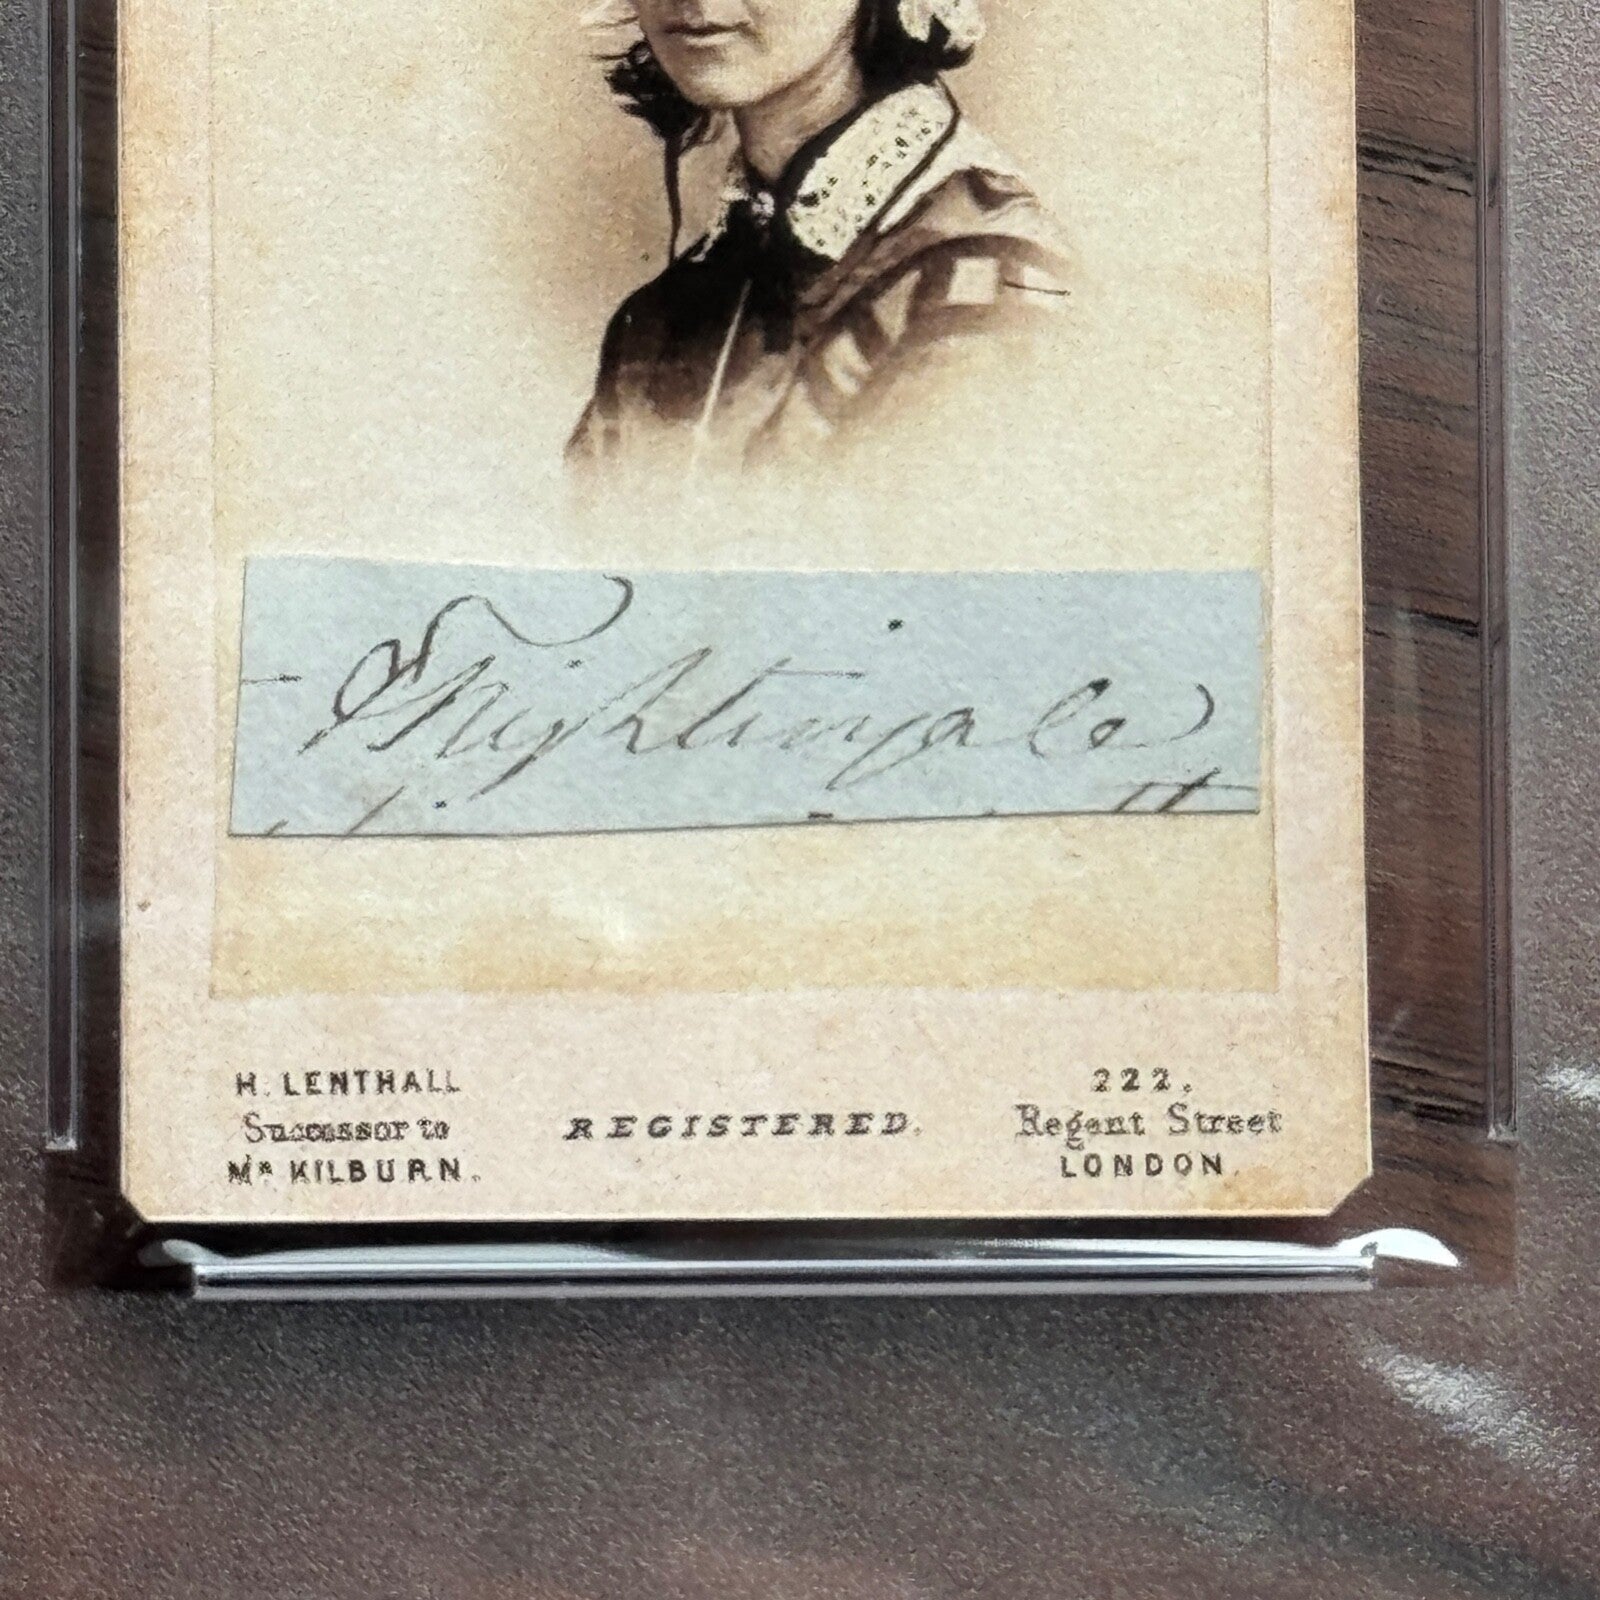 F Nightingale
H. LENTHALL
Successor to
Mr KILBURN.
REGISTERED.
222.
Regent Street
LONDON.